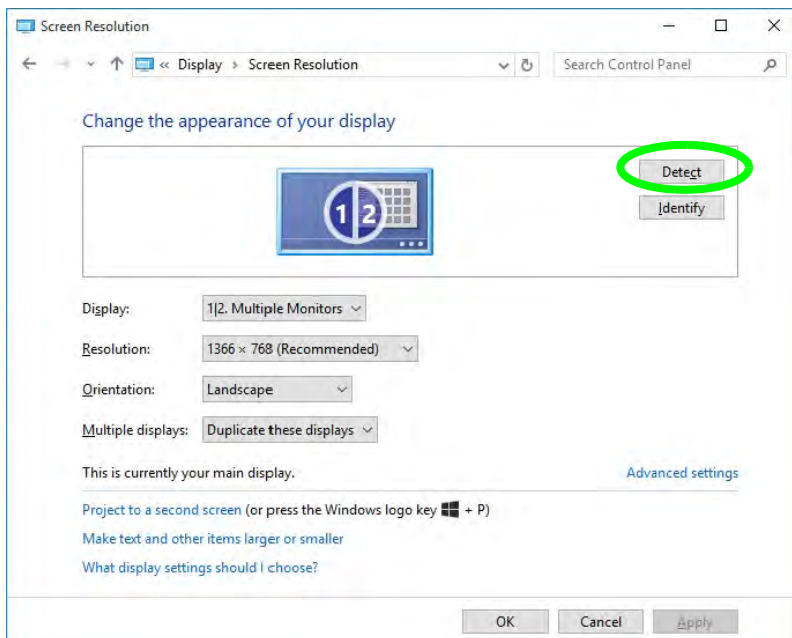 Screen Resolution
« Display > Screen Resolution
Search Control Panel
Change the appearance of your display
Detect
1 2
Identify
Display: 1|2. Multiple Monitors
Resolution: 1366 × 768 (Recommended)
Orientation: Landscape
Multiple displays: Duplicate these displays
This is currently your main display. Advanced settings
Project to a second screen (or press the Windows logo key + P)
Make text and other items larger or smaller
What display settings should I choose?
OK Cancel Apply